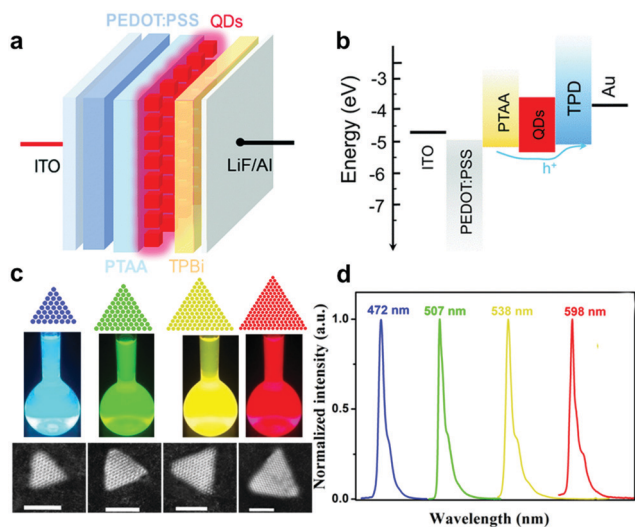 a
PEDOT:PSS QDs
ITO
LiF/Al
PTAA TPBi
b
Energy (eV)
-3
-4
-5
-6
-7
ITO
PEDOT:PSS
PTAA
QDs
TPD
Au
h+
c
d
Normalized intensity (a.u.)
1.0
0.5
0.0
472 nm 507 nm 538 nm 598 nm
Wavelength (nm)